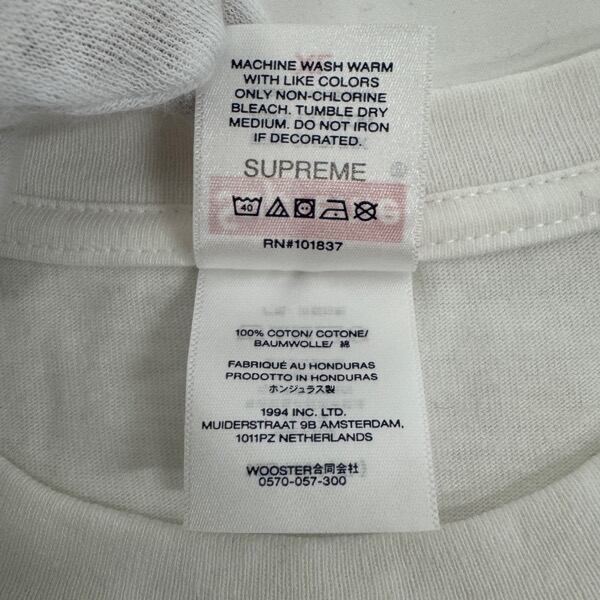 MACHINE WASH WARM
WITH LIKE COLORS
ONLY NON-CHLORINE
BLEACH. TUMBLE DRY
MEDIUM. DO NOT IRON
IF DECORATED.
SUPREME ®
40
RN#101837
100% COTON/ COTONE/
BAUMWOLLE/ 綿
FABRIQUÉ AU HONDURAS
PRODOTTO IN HONDURAS
ホンジュラス製
1994 INC. LTD.
MUIDERSTRAAT 9B AMSTERDAM,
1011PZ NETHERLANDS
WOOSTER合同会社
0570-057-300